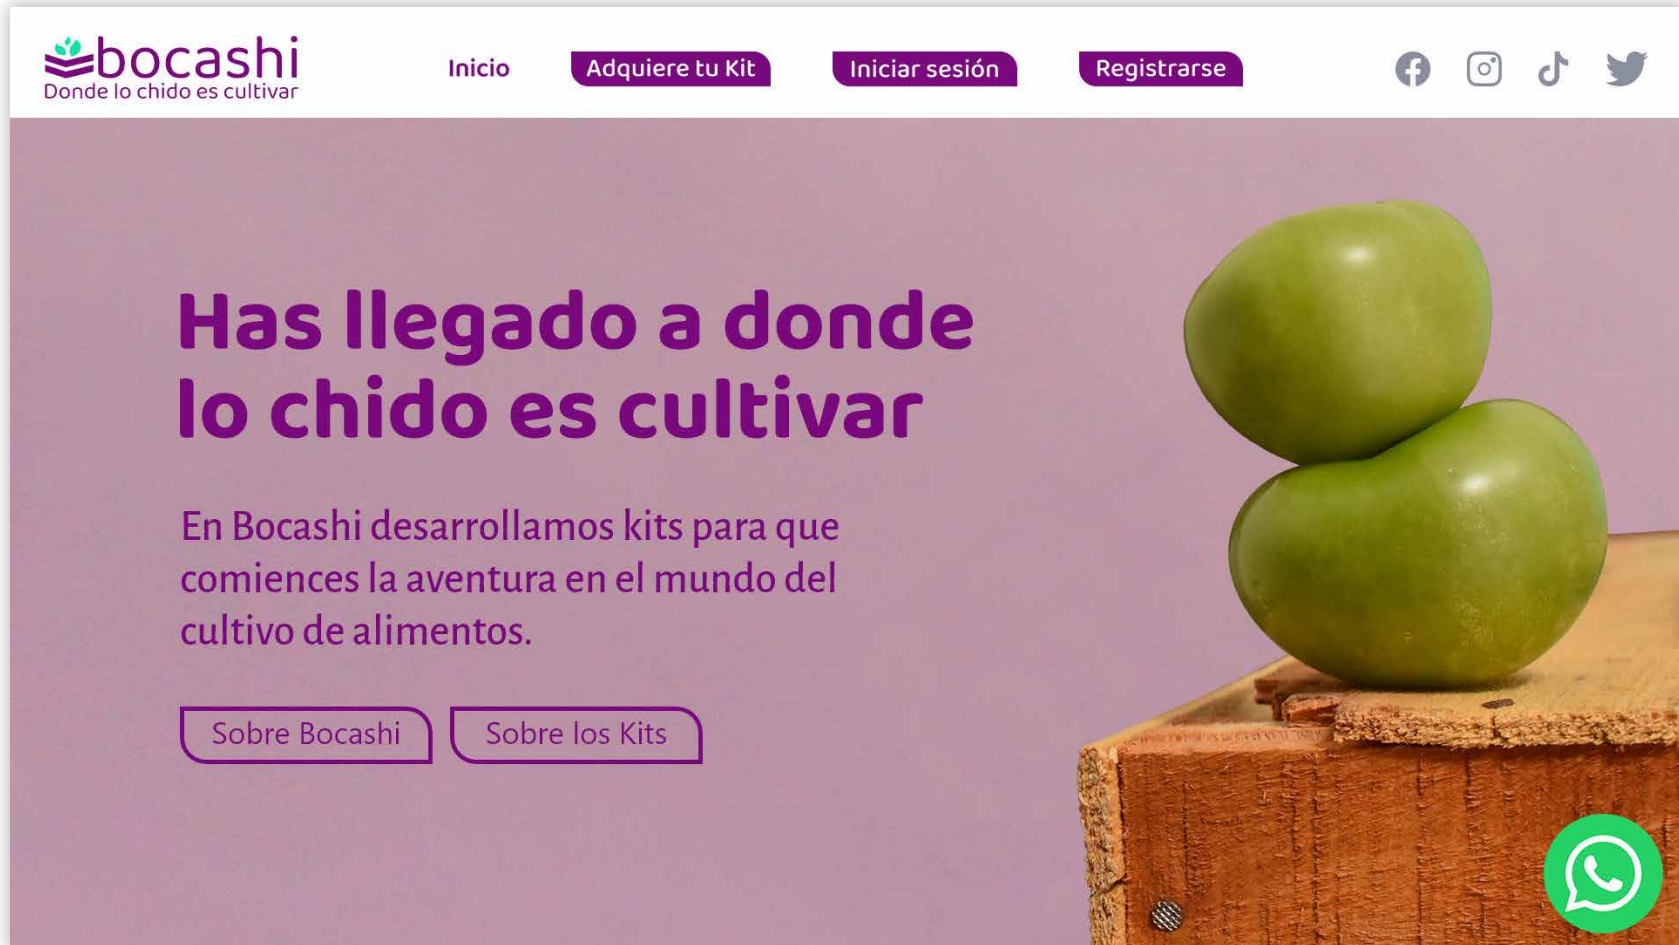 bocashi
Donde lo chido es cultivar
Inicio
Adquiere tu Kit
Iniciar sesión
Registrarse
Has llegado a donde
lo chido es cultivar
En Bocashi desarrollamos kits para que
comiences la aventura en el mundo del
cultivo de alimentos.
Sobre Bocashi
Sobre los Kits